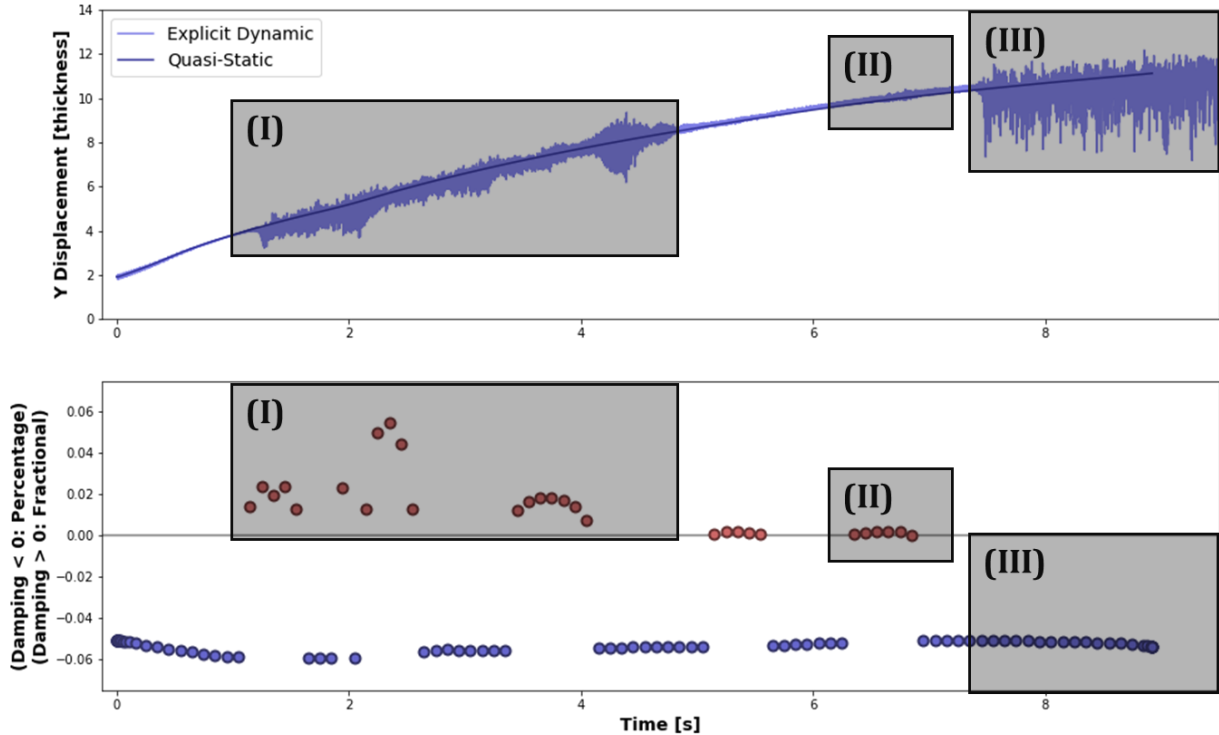 14
12
10
8
6
4
2
0
Y Displacement [thickness]
Explicit Dynamic
Quasi-Static
(I)
(II)
(III)
0
2
4
6
8
0.06
0.04
0.02
0.00
−0.02
−0.04
−0.06
(Damping < 0: Percentage)
(Damping > 0: Fractional)
(I)
(II)
(III)
0
2
4
6
8
Time [s]